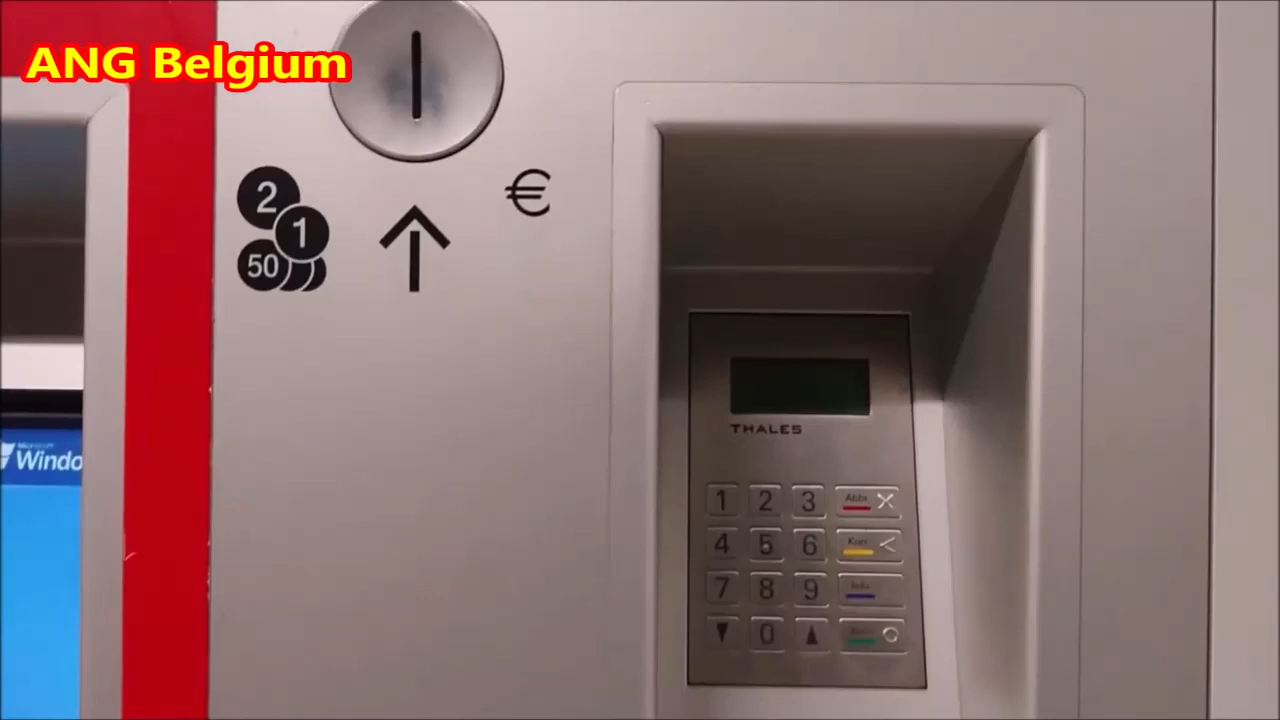 ANG Belgium
2
1
50
€
Microsoft
Windo
THALES
1 2 3 Abbr
4 5 6 Korr
7 8 9 Info
0